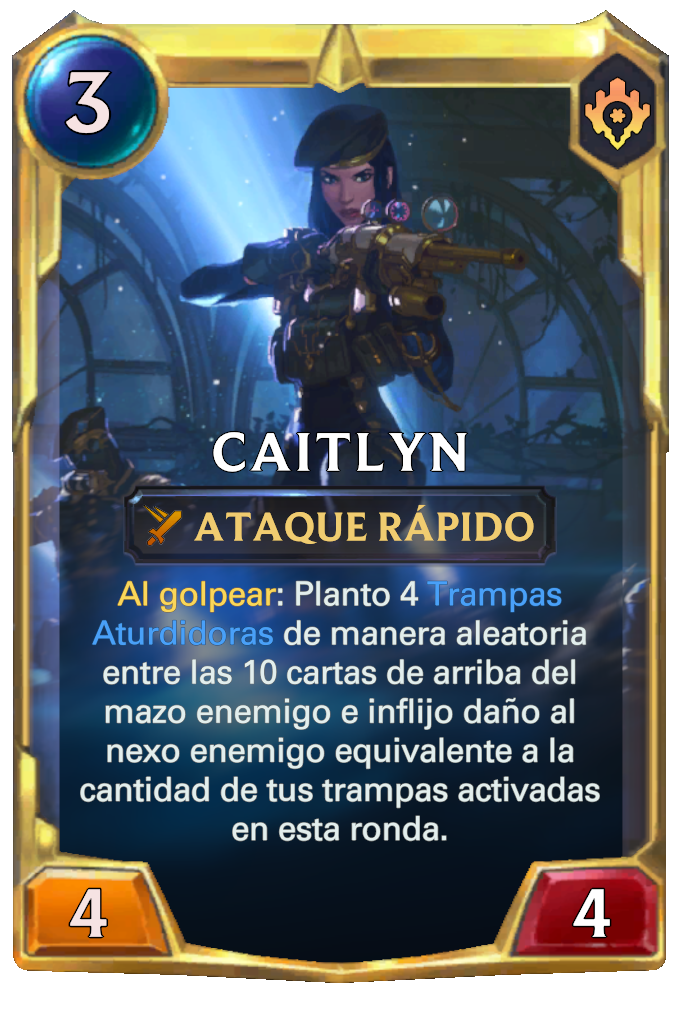 3
CAITLYN
ATAQUE RÁPIDO
Al golpear: Planto 4 Trampas
Aturdidoras de manera aleatoria
entre las 10 cartas de arriba del
mazo enemigo e inflijo daño al
nexo enemigo equivalente a la
cantidad de tus trampas activadas
en esta ronda.
4
4